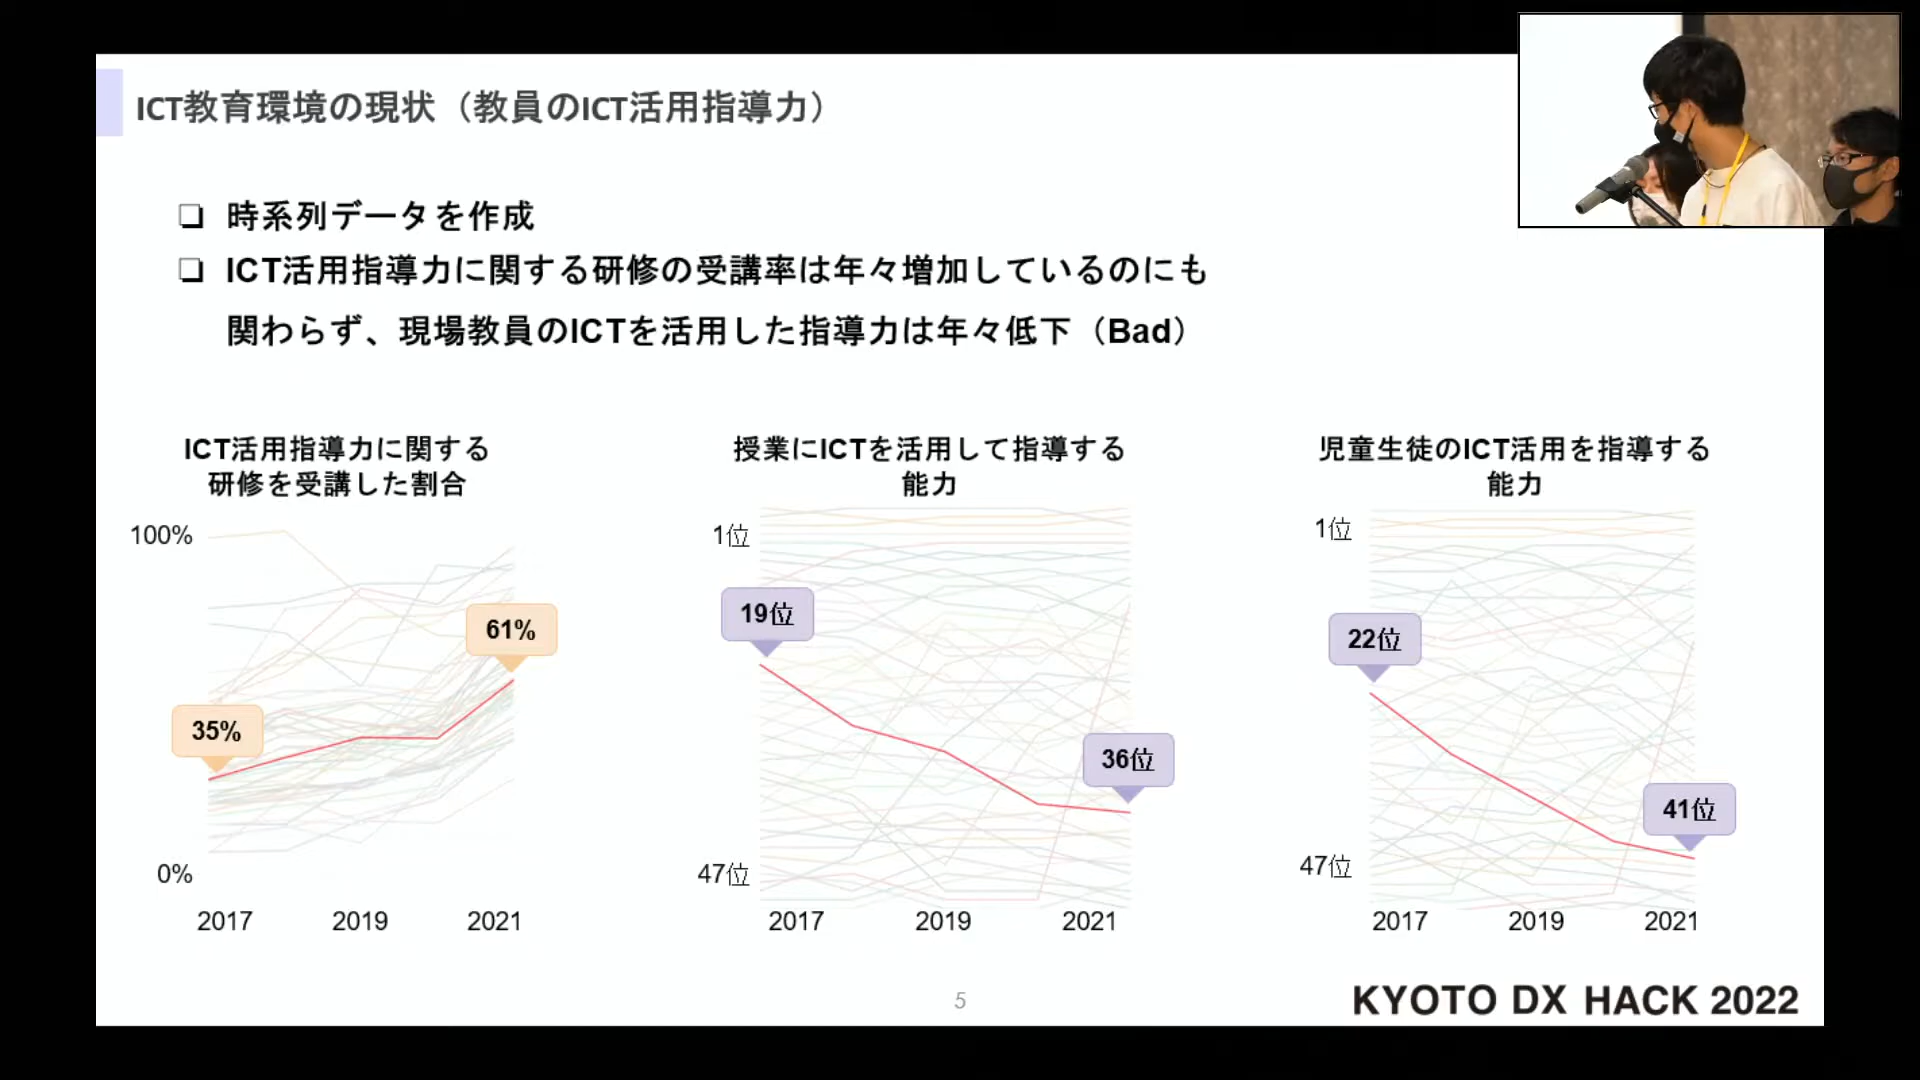 ICT教育環境の現状（教員のICT活用指導力）
時系列データを作成
ICT活用指導力に関する研修の受講率は年々増加しているのにも
関わらず、現場教員のICTを活用した指導力は年々低下（Bad）
ICT活用指導力に関する
研修を受講した割合
100%
61%
35%
0%
2017
2019
2021
授業にICTを活用して指導する
能力
1位
19位
36位
47位
2017
2019
2021
児童生徒のICT活用を指導する
能力
1位
22位
41位
47位
2017
2019
2021
5
KYOTO DX HACK 2022